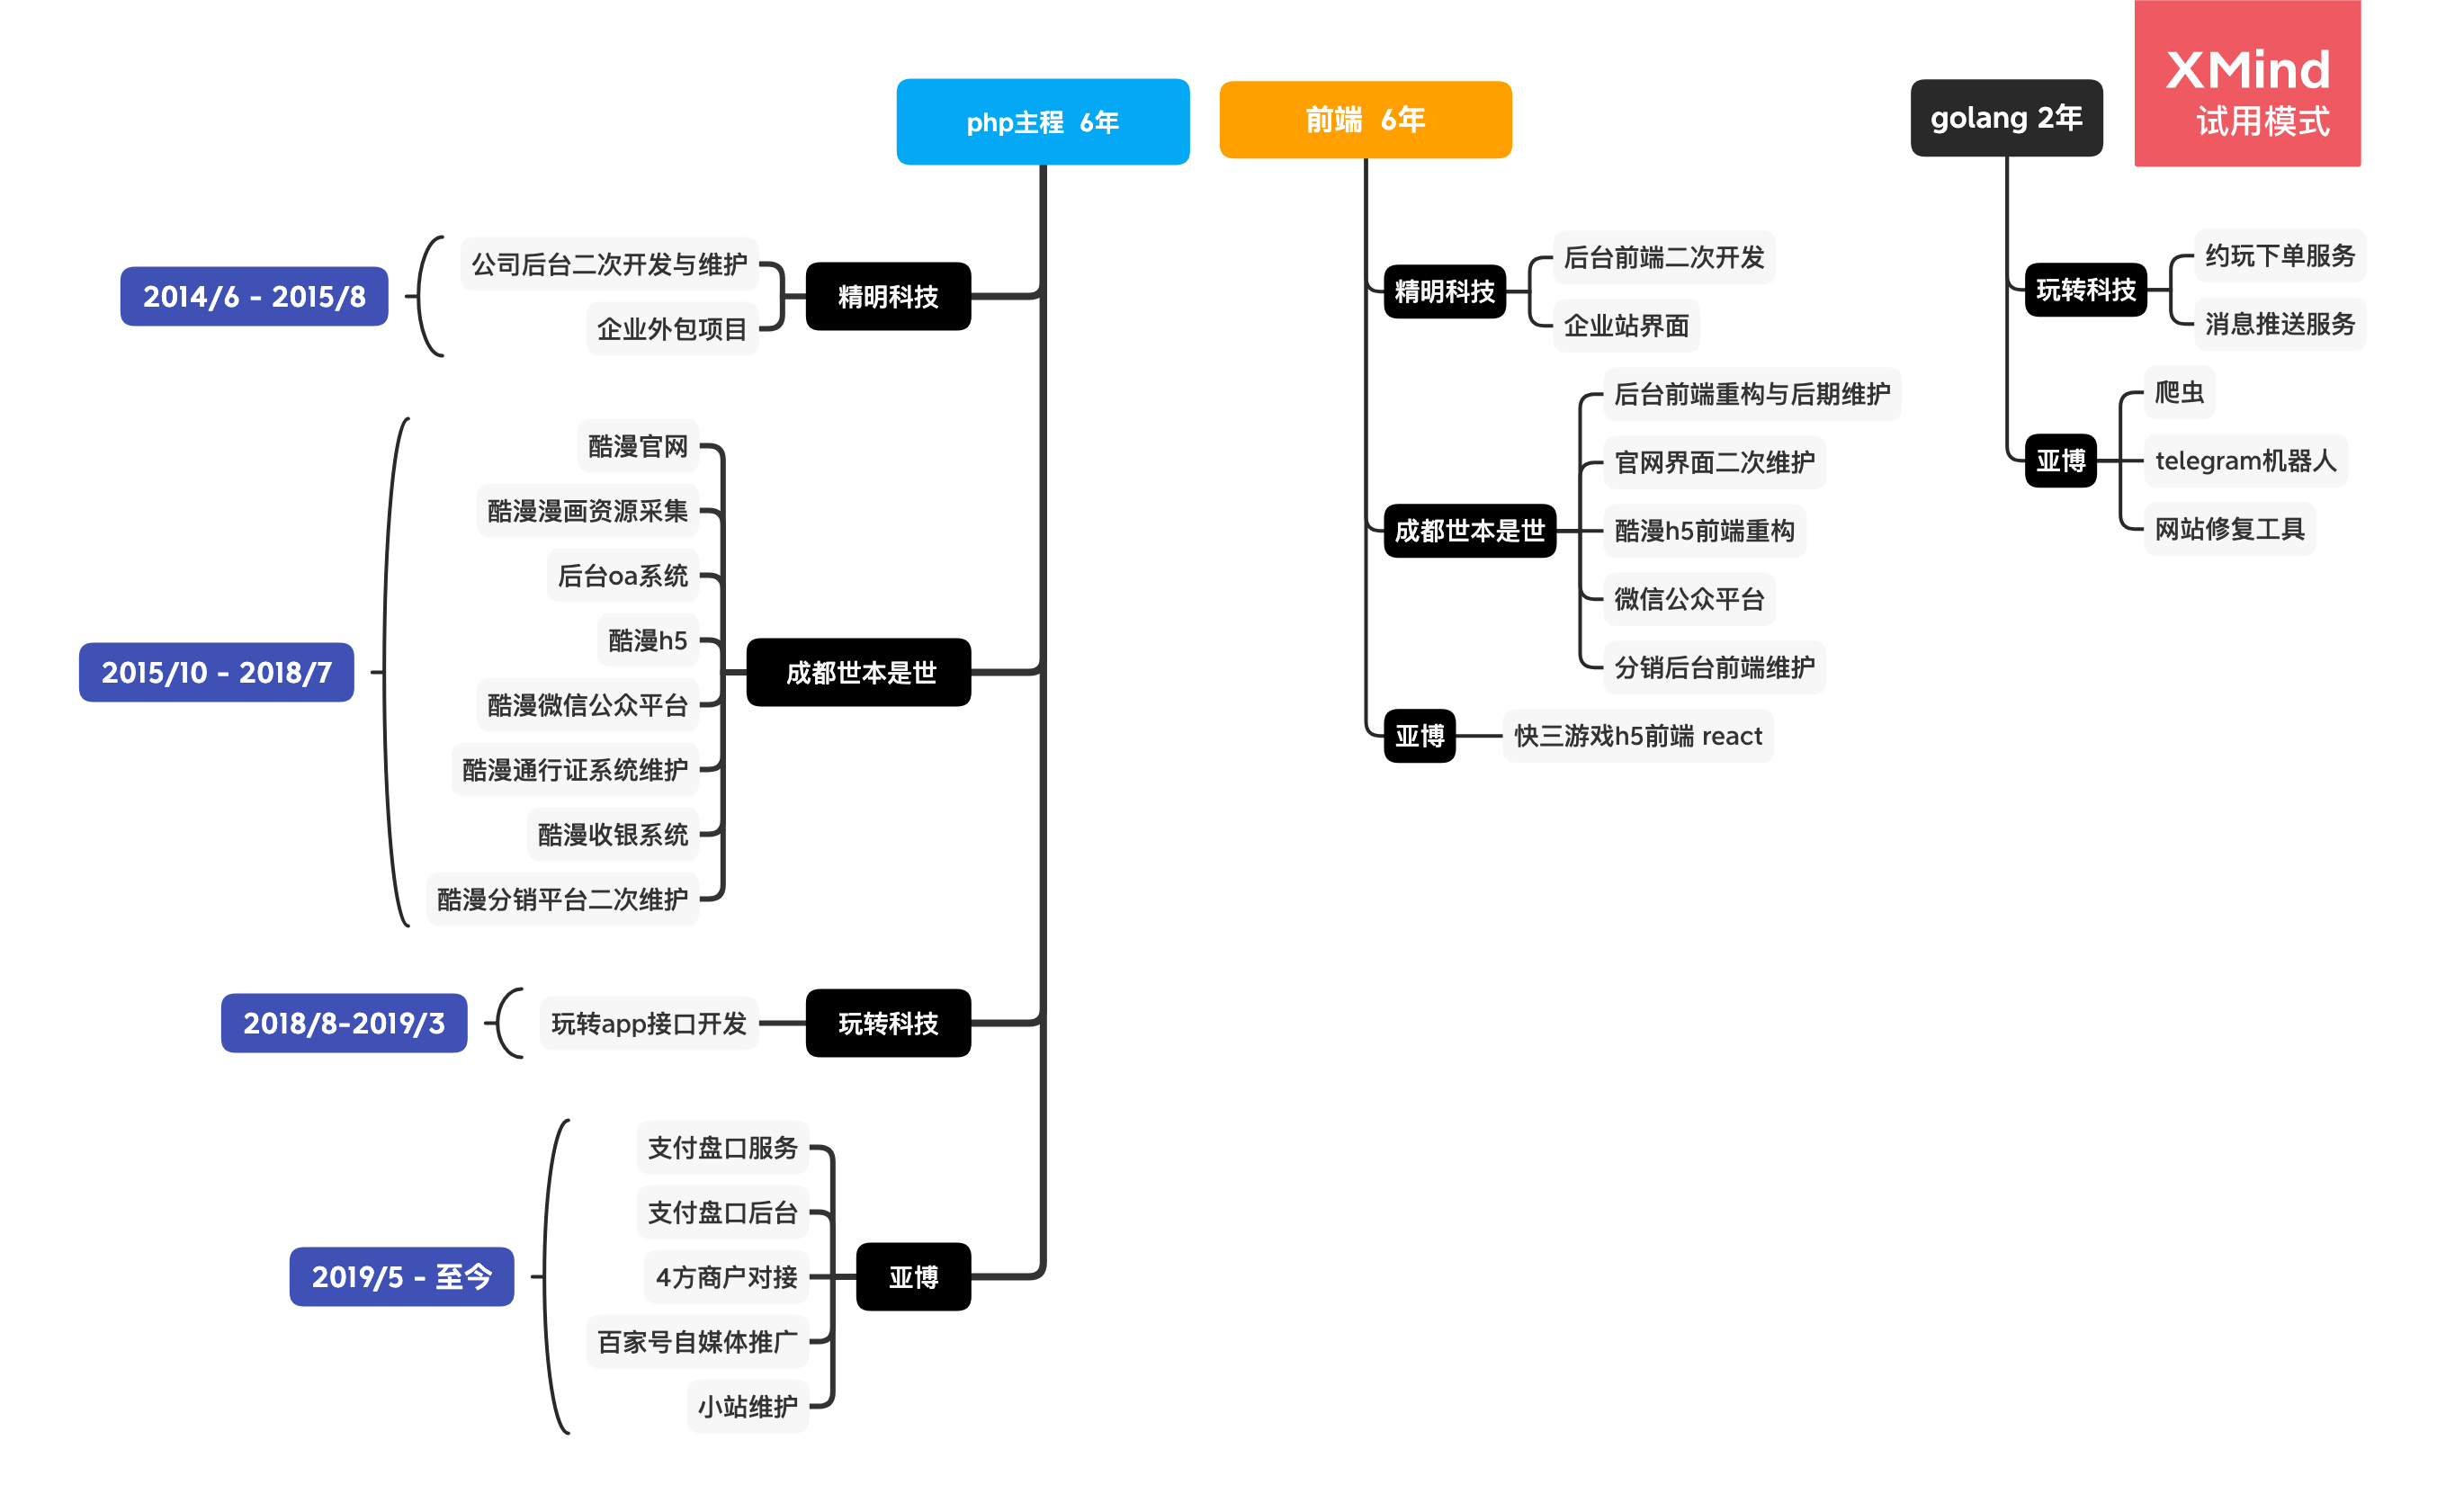 XMind
试用模式
php主程  6年
2014/6 - 2015/8
公司后台二次开发与维护
企业外包项目
精明科技
2015/10 - 2018/7
酷漫官网
酷漫漫画资源采集
后台oa系统
酷漫h5
酷漫微信公众平台
酷漫通行证系统维护
酷漫收银系统
酷漫分销平台二次维护
成都世本是世
2018/8-2019/3
玩转app接口开发
玩转科技
2019/5 - 至今
支付盘口服务
支付盘口后台
4方商户对接
百家号自媒体推广
小站维护
亚博
前端  6年
精明科技
后台前端二次开发
企业站界面
成都世本是世
后台前端重构与后期维护
官网界面二次维护
酷漫h5前端重构
微信公众平台
分销后台前端维护
亚博
快三游戏h5前端 react
golang 2年
玩转科技
约玩下单服务
消息推送服务
亚博
爬虫
telegram机器人
网站修复工具